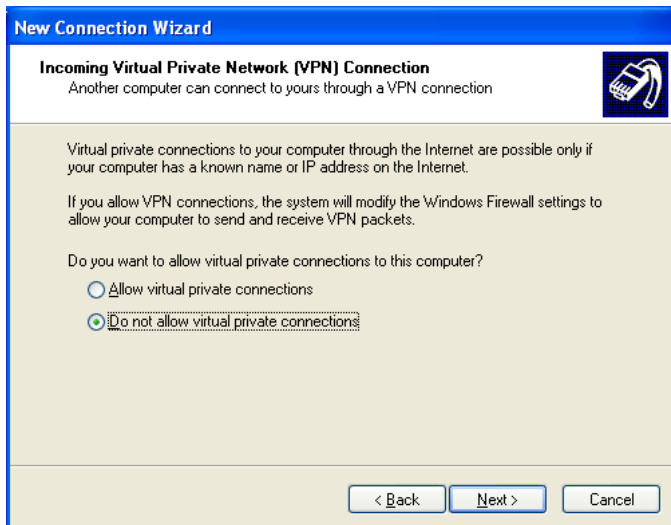 New Connection Wizard
Incoming Virtual Private Network (VPN) Connection
Another computer can connect to yours through a VPN connection
Virtual private connections to your computer through the Internet are possible only if
your computer has a known name or IP address on the Internet.
If you allow VPN connections, the system will modify the Windows Firewall settings to
allow your computer to send and receive VPN packets.
Do you want to allow virtual private connections to this computer?
Allow virtual private connections
Do not allow virtual private connections
< Back Next > Cancel